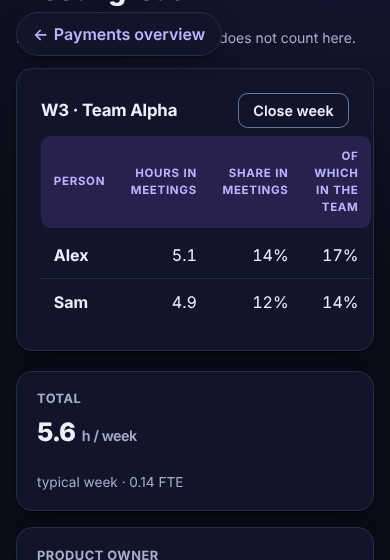 ← Payments overview
does not count here.
W3 · Team Alpha
Close week
PERSON
HOURS IN
MEETINGS
SHARE IN
MEETINGS
OF
WHICH
IN THE
TEAM
Alex 5.1 14% 17%
Sam 4.9 12% 14%
TOTAL
5.6 h / week
typical week · 0.14 FTE
PRODUCT OWNER